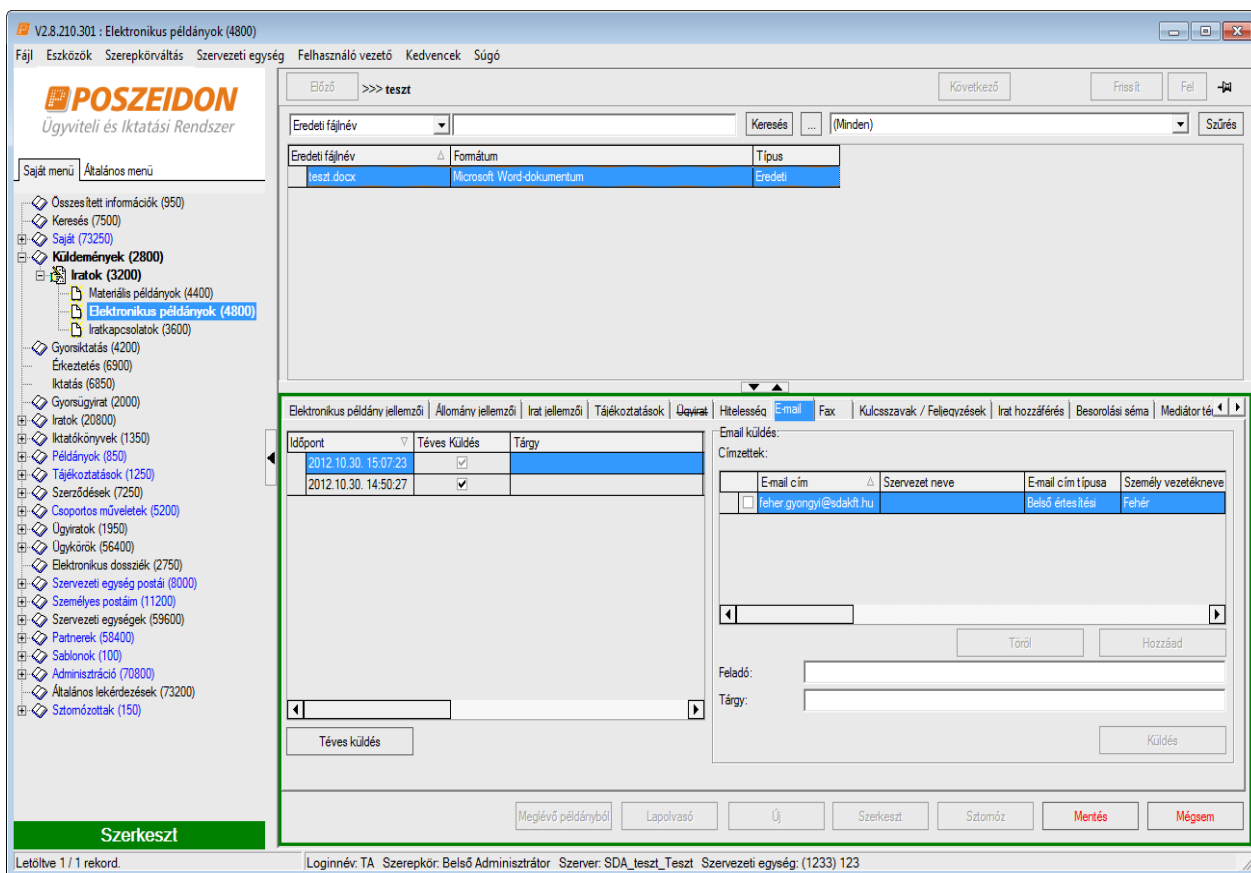 V2.8.210.301 : Elektronikus példányok (4800)
Fájl Eszközök Szerepkörváltás Szervezeti egység Felhasználó vezető Kedvencek Súgó
POSZEIDON
Ügyviteli és Iktatási Rendszer
Saját menü Általános menü
Összesített információk (950)
Keresés (7500)
Saját (73250)
Küldemények (2800)
Iratok (3200)
Materiális példányok (4400)
Elektronikus példányok (4800)
Iratkapcsolatok (3600)
Gyorsiktatás (4200)
Érkeztetés (6900)
Iktatás (6850)
Gyorsügyirat (2000)
Iratok (20800)
Iktatókönyvek (1350)
Példányok (850)
Tájékoztatások (1250)
Szerződések (7250)
Csoportos műveletek (5200)
Ügyiratok (1950)
Ügykörök (56400)
Elektronikus dossziék (2750)
Szervezeti egység postái (8000)
Személyes postáim (11200)
Szervezeti egységek (59600)
Partnerek (58400)
Sablonok (100)
Adminisztráció (70800)
Általános lekérdezések (73200)
Sztornózottak (150)
Szerkeszt
Előző >>> teszt Következő Frissít Fel
Eredeti fájlnév Keresés ... (Minden) Szűrés
Eredeti fájlnév Formátum Típus
teszt.docx Microsoft Word-dokumentum Eredeti
Elektronikus példány jellemzői Állomány jellemzői Irat jellemzői Tájékoztatások Ügyirat Hitelesség E-mail Fax Kulcsszavak / Feljegyzések Irat hozzáférés Besorolási séma Mediátor té
Időpont Téves Küldés Tárgy
2012.10.30. 15:07:23
2012.10.30. 14:50:27
Téves küldés
Email küldés:
Címzettek:
E-mail cím Szervezet neve E-mail cím típusa Személy vezetékneve
feher.gyongyi@sdakft.hu Belső értesítési Fehér
Töröl Hozzáad
Feladó:
Tárgy:
Küldés
Meglévő példányból Lapolvasó Új Szerkeszt Sztornóz Mentés Mégsem
Letöltve 1 / 1 rekord. Loginnév: TA Szerepkör: Belső Adminisztrátor Szerver: SDA_teszt_Teszt Szervezeti egység: (1233) 123